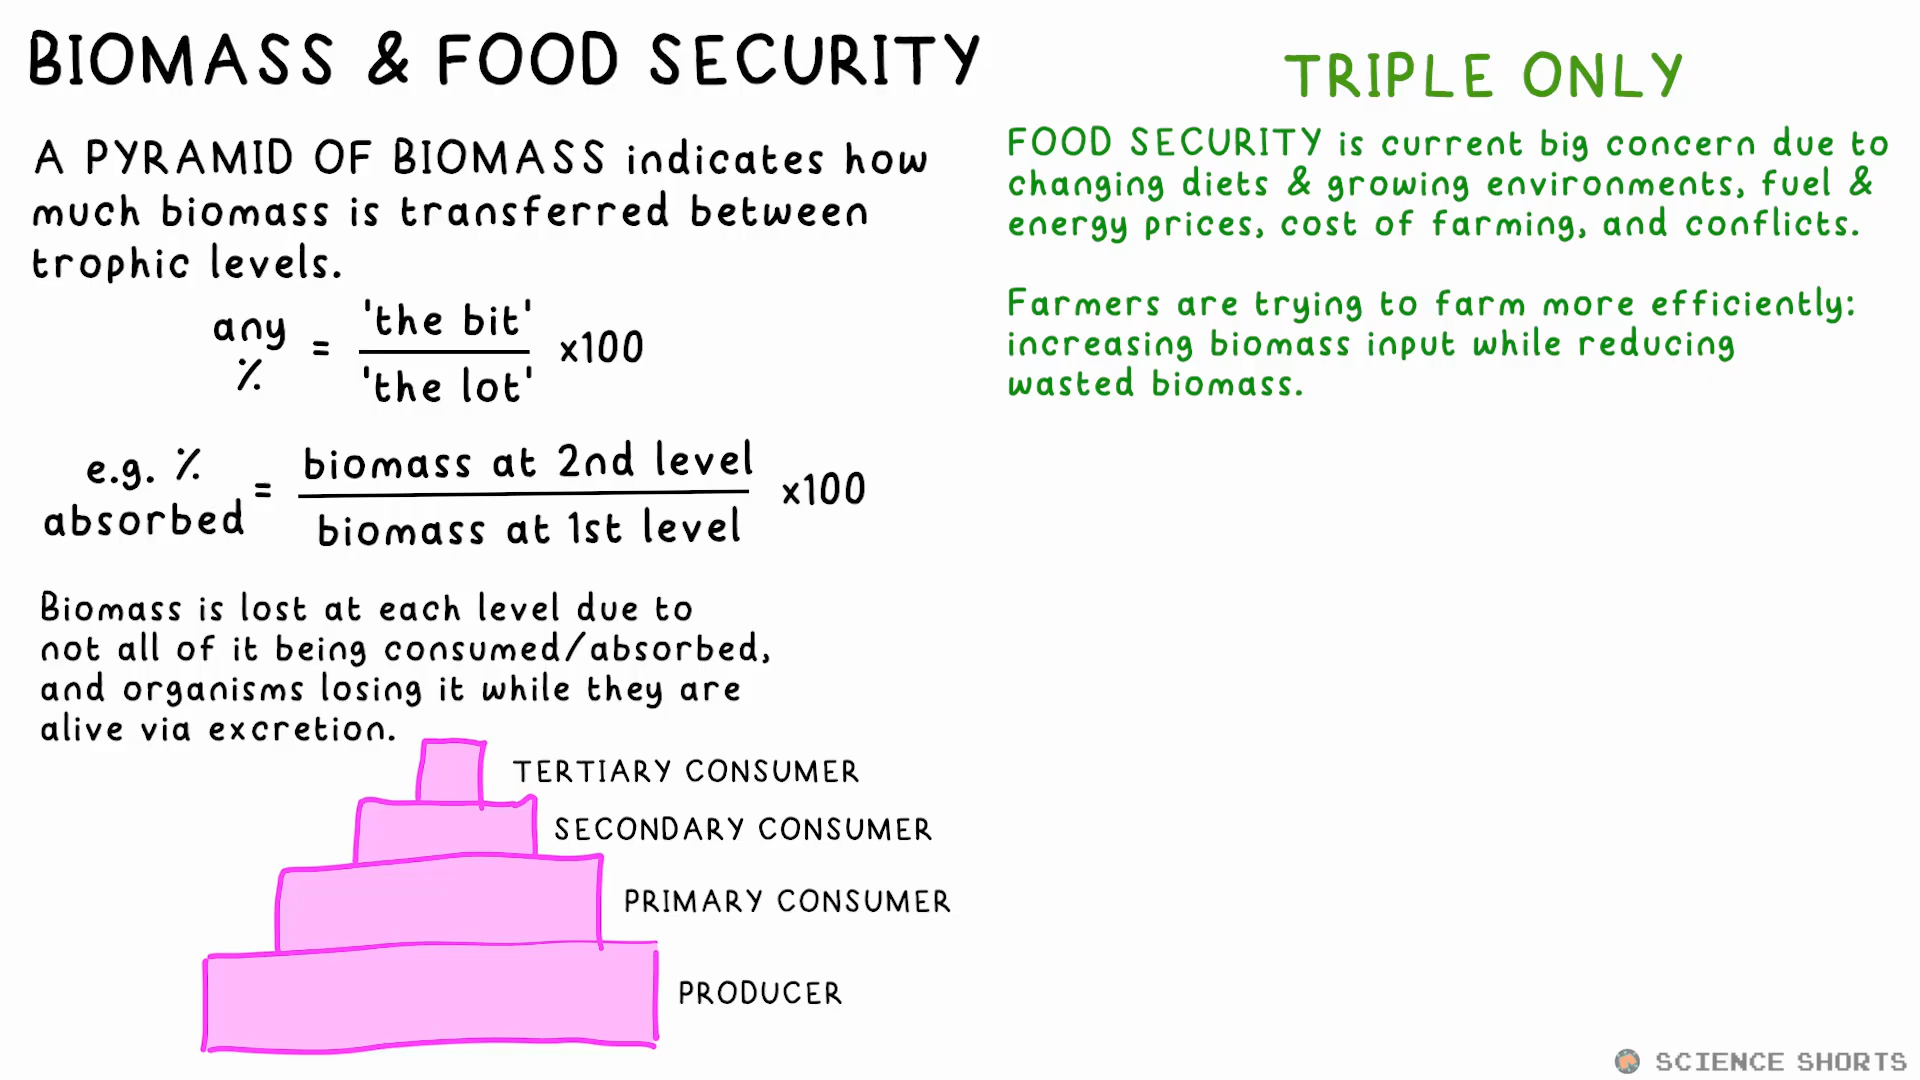 BIOMASS & FOOD SECURITY
A PYRAMID OF BIOMASS indicates how
much biomass is transferred between
trophic levels.
any % = 'the bit' / 'the lot' x100
e.g. % absorbed = biomass at 2nd level / biomass at 1st level x100
Biomass is lost at each level due to
not all of it being consumed/absorbed,
and organisms losing it while they are
alive via excretion.
TERTIARY CONSUMER
SECONDARY CONSUMER
PRIMARY CONSUMER
PRODUCER
TRIPLE ONLY
FOOD SECURITY is current big concern due to
changing diets & growing environments, fuel &
energy prices, cost of farming, and conflicts.
Farmers are trying to farm more efficiently:
increasing biomass input while reducing
wasted biomass.
SCIENCE SHORTS